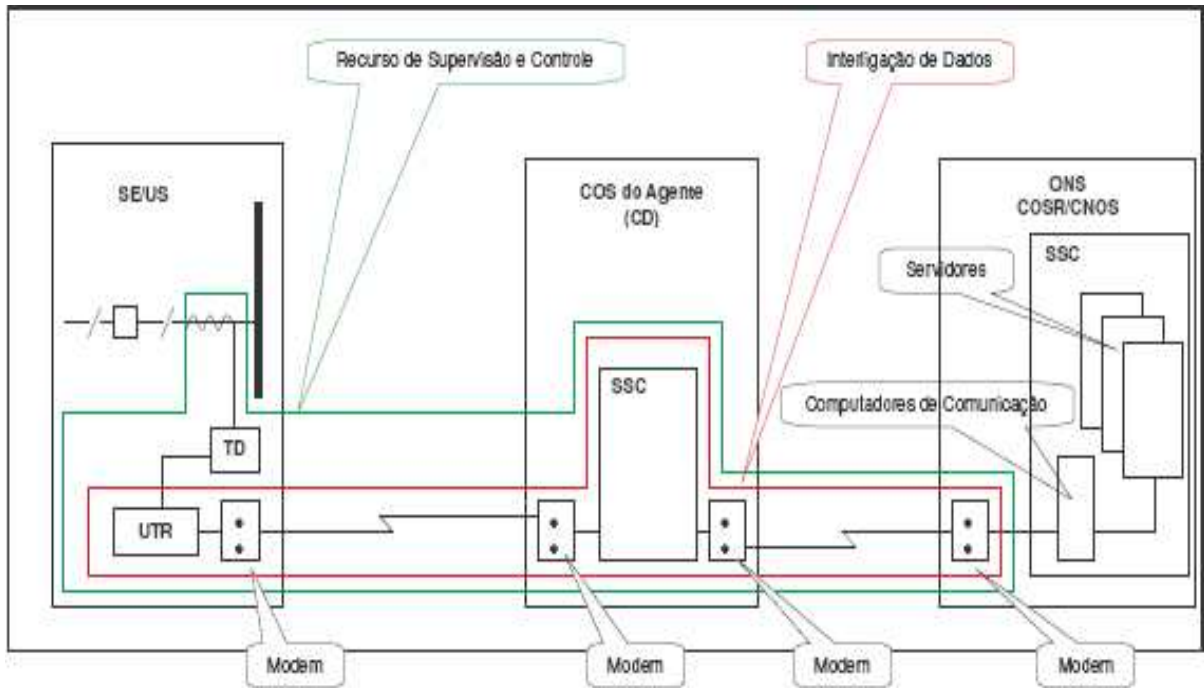 Recurso de Supervisão e Controle
Interligação de Dados
SE/US
COS do Agente
(CD)
ONS
COSR/CNOS
SSC
Servidores
SSC
Computadores de Comunicação
TD
UTR
Modem
Modem
Modem
Modem